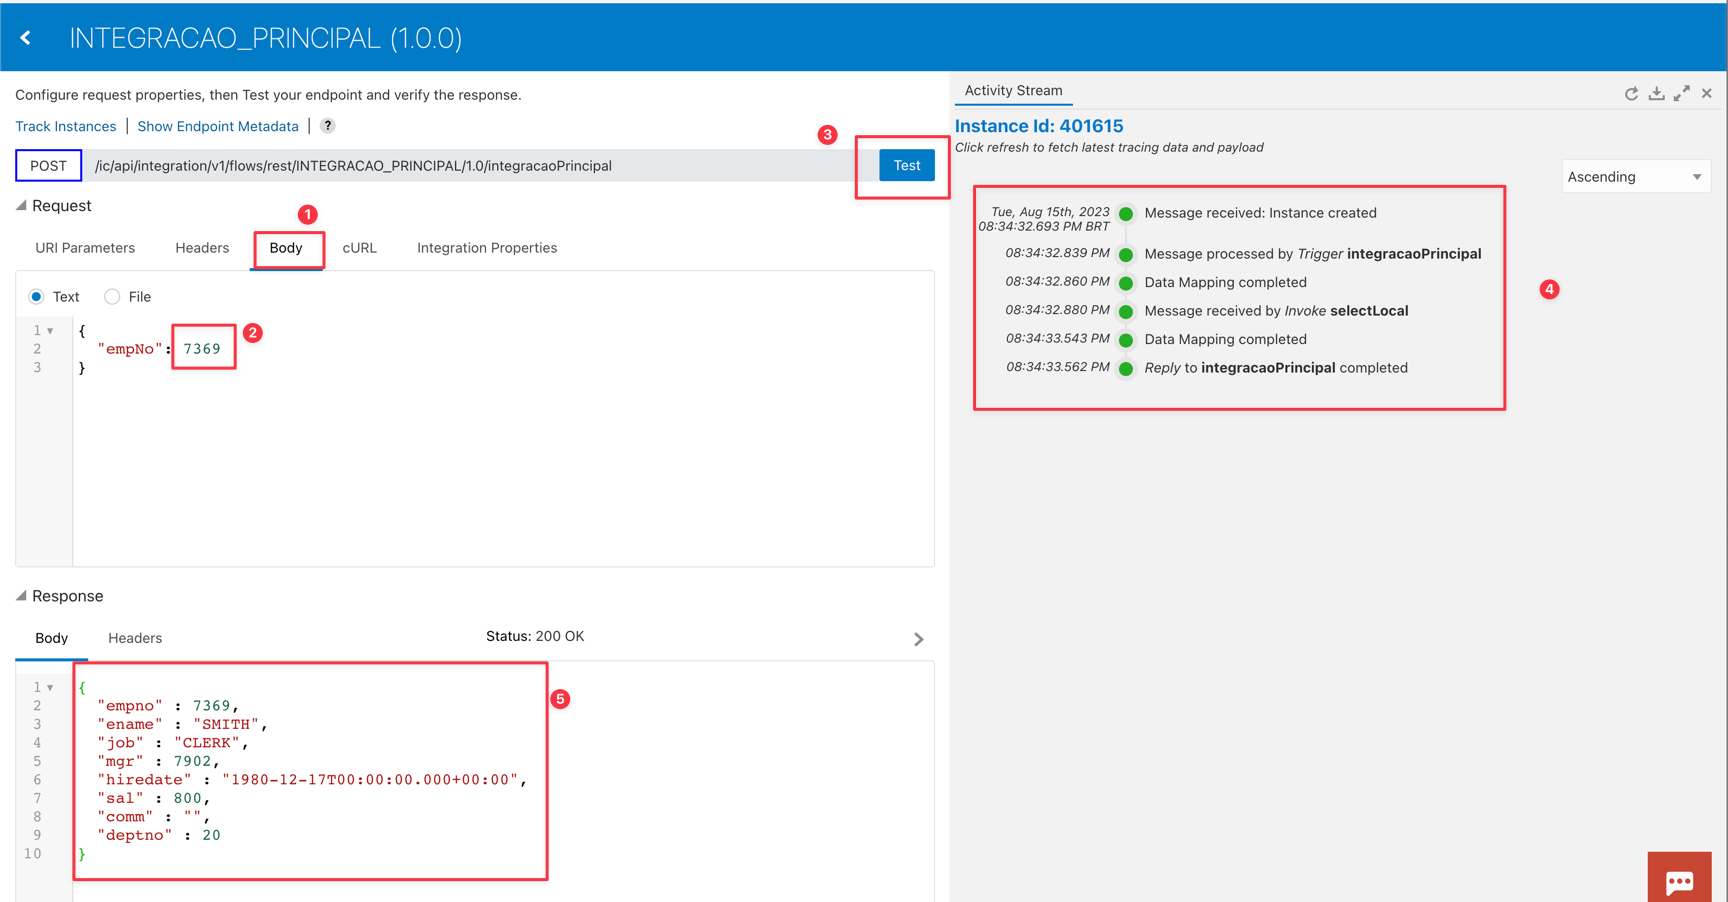 INTEGRACAO_PRINCIPAL (1.0.0)
Configure request properties, then Test your endpoint and verify the response.
Track Instances | Show Endpoint Metadata | ?
3
POST /ic/api/integration/v1/flows/rest/INTEGRACAO_PRINCIPAL/1.0/integracaoPrincipal Test
Request
1
URI Parameters Headers Body cURL Integration Properties
Text File
1 {
2 "empNo": 7369
2
3 }
Response
Body Headers Status: 200 OK
5
1 {
2 "empno" : 7369,
3 "ename" : "SMITH",
4 "job" : "CLERK",
5 "mgr" : 7902,
6 "hiredate" : "1980-12-17T00:00:00.000+00:00",
7 "sal" : 800,
8 "comm" : "",
9 "deptno" : 20
10 }
Activity Stream
Instance Id: 401615
Click refresh to fetch latest tracing data and payload
Ascending
Tue, Aug 15th, 2023
08:34:32.693 PM BRT Message received: Instance created
08:34:32.839 PM Message processed by Trigger integracaoPrincipal
08:34:32.860 PM Data Mapping completed
4
08:34:32.880 PM Message received by Invoke selectLocal
08:34:33.543 PM Data Mapping completed
08:34:33.562 PM Reply to integracaoPrincipal completed